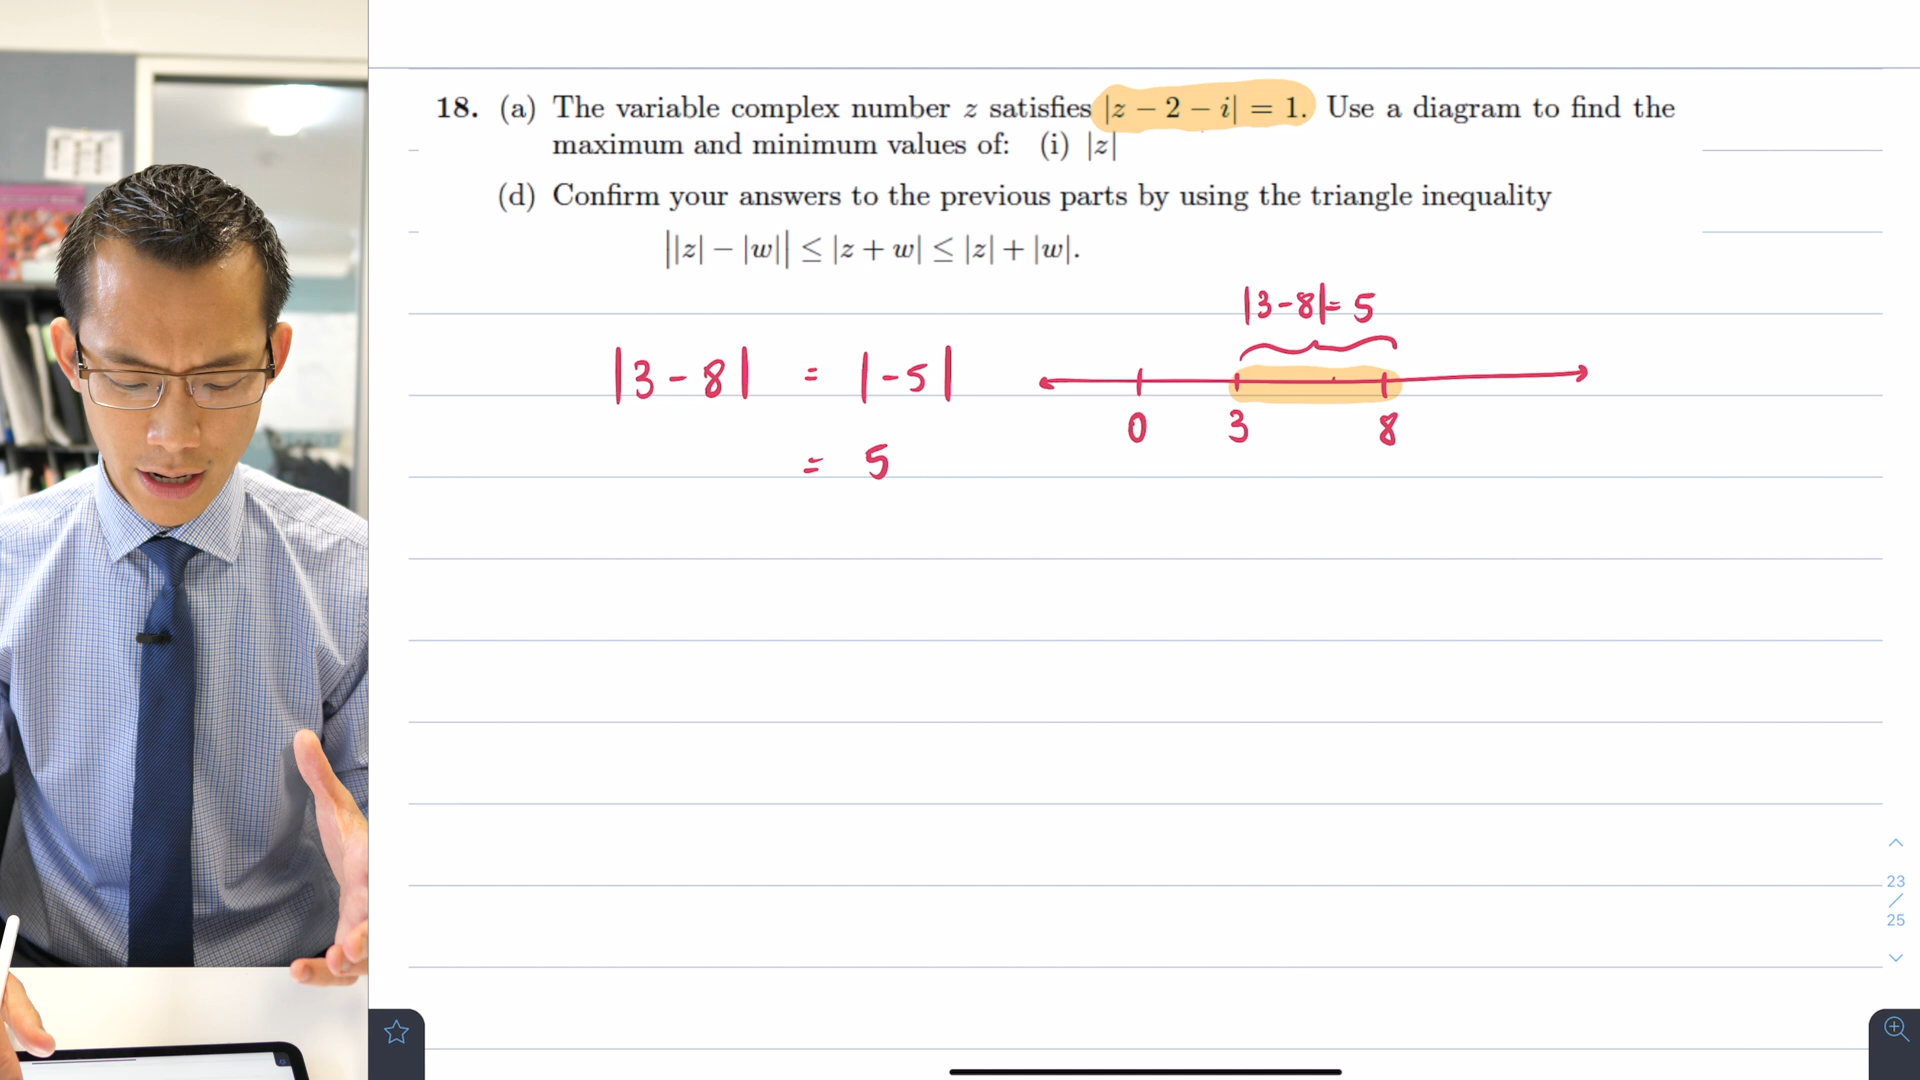 18. (a) The variable complex number z satisfies |z − 2 − i| = 1. Use a diagram to find the
maximum and minimum values of: (i) |z|
(d) Confirm your answers to the previous parts by using the triangle inequality
||z| − |w|| ≤ |z + w| ≤ |z| + |w|.
|3-8| = 5
|3-8| = |-5|
= 5
0 3 8
23
/
25